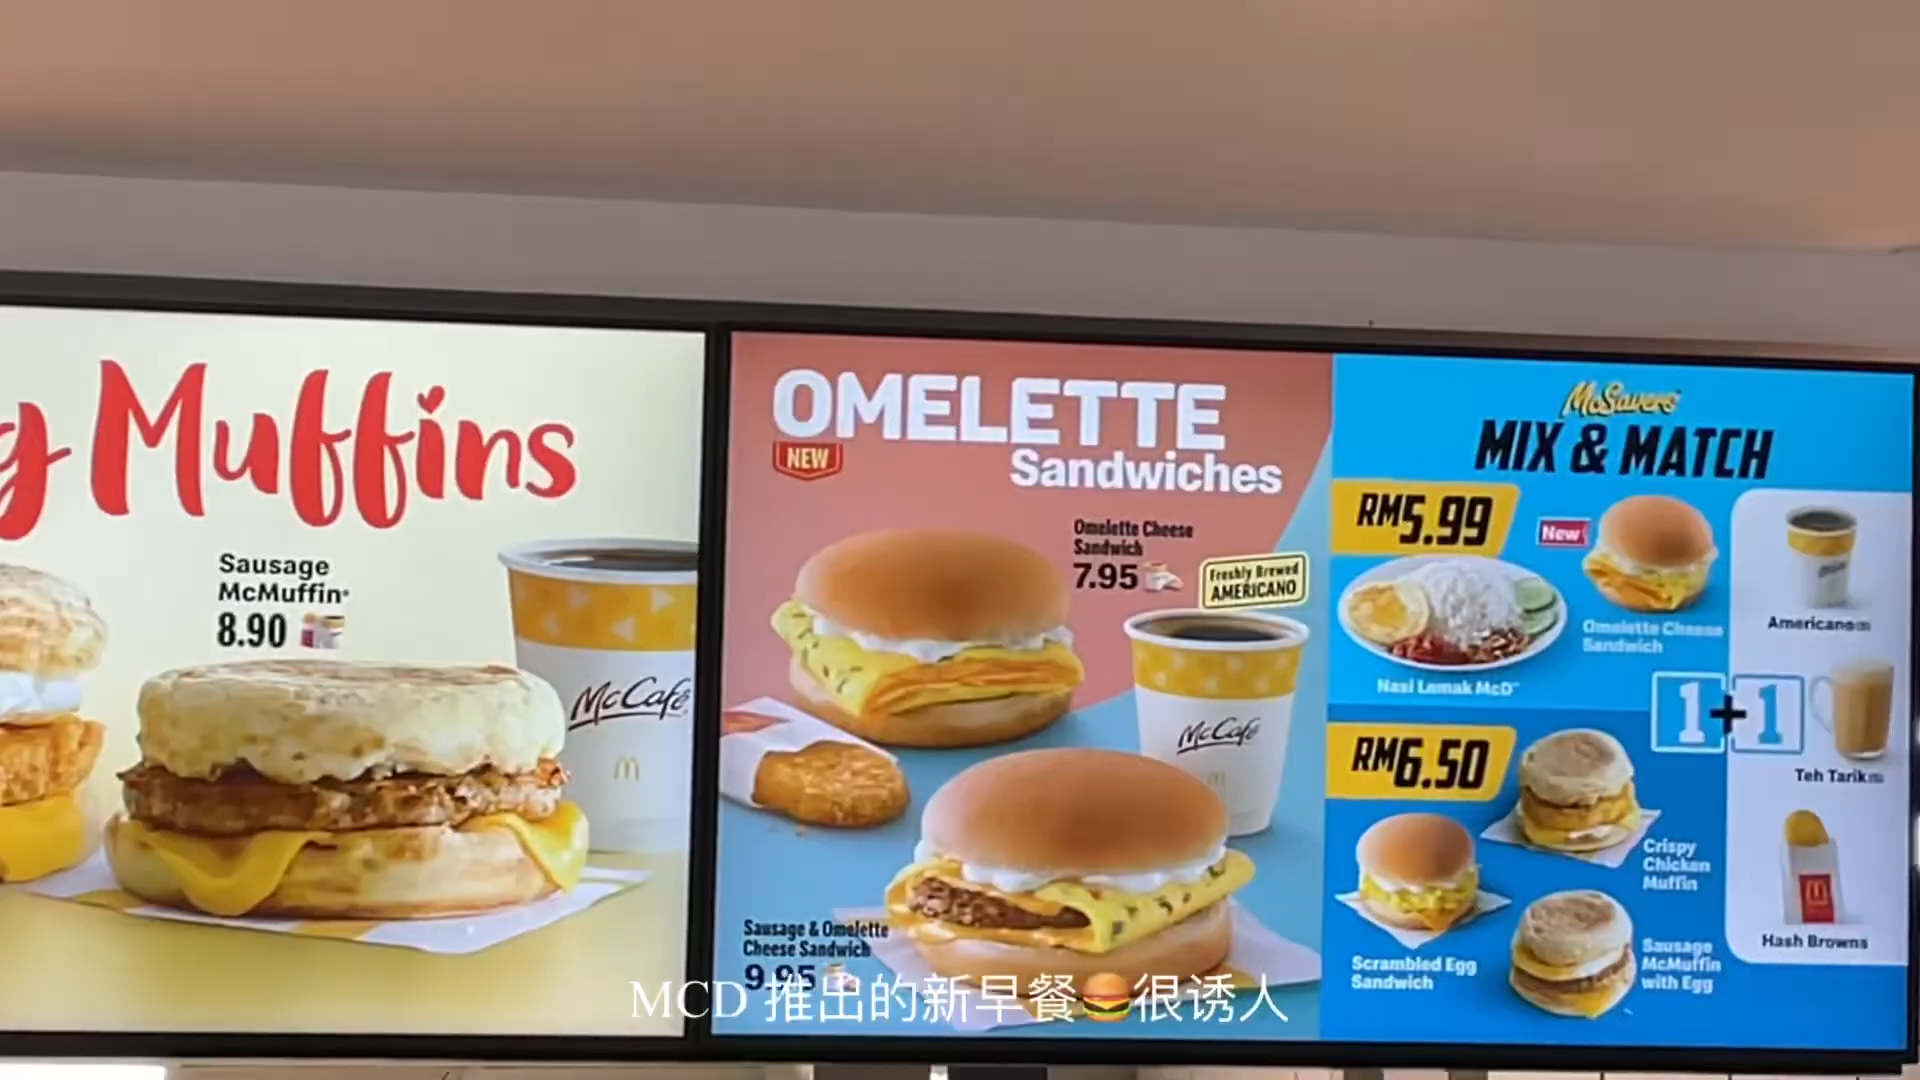 g Muffins
Sausage
McMuffin®
8.90
McCafé
OMELETTE
NEW
Sandwiches
Omelette Cheese
Sandwich
7.95
Freshly Brewed
AMERICANO
McCafé
Sausage & Omelette
Cheese Sandwich
9.95
McSavers
MIX & MATCH
RM5.99
New
Omelette Cheese
Sandwich
Nasi Lemak McD™
RM6.50
Crispy
Chicken
Muffin
Scrambled Egg
Sandwich
Sausage
McMuffin
with Egg
1+1
Americano
Teh Tarik
Hash Browns
MCD 推出的新早餐🍔很诱人